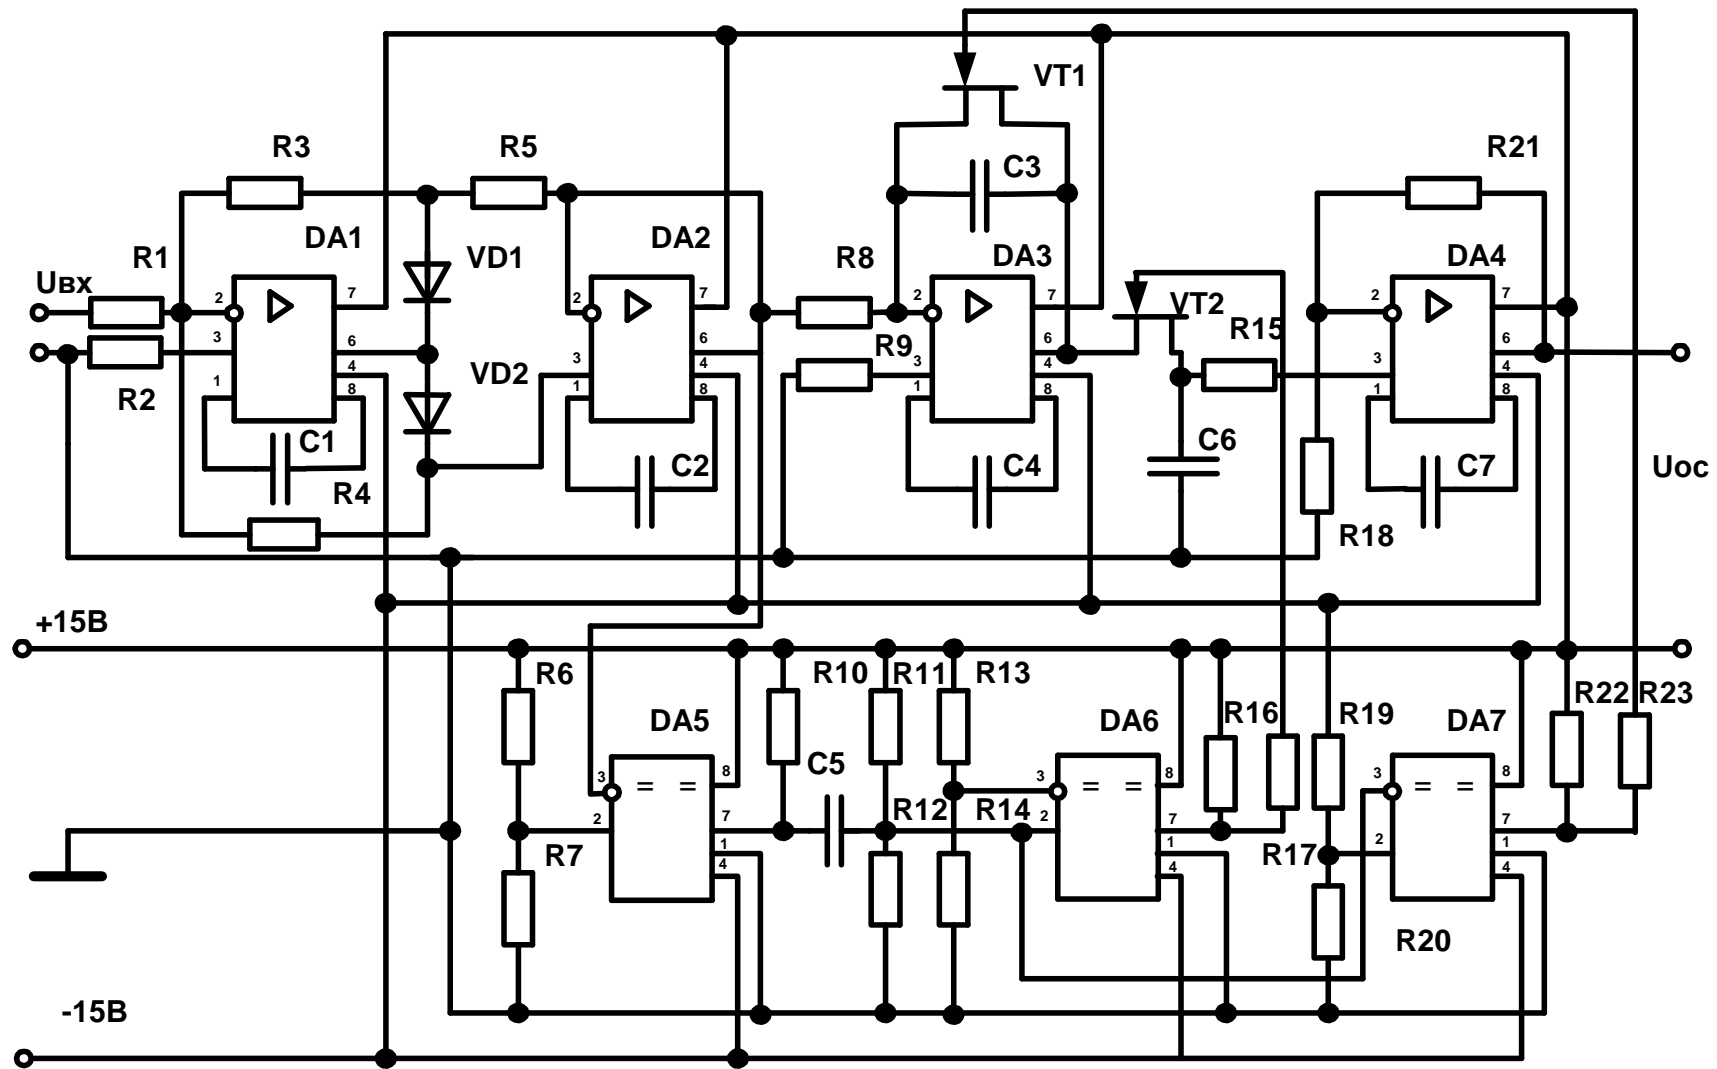 VT1
R3
R5
C3
R21
DA1
DA2
DA3
DA4
R1
VD1
R8
Uвх
VT2
R15
R9
R2
VD2
2
3
1
7
6
4
8
2
3
1
7
6
4
8
2
3
1
7
6
4
8
2
3
1
7
6
4
8
C1
R4
C2
C4
C6
C7
Uос
R18
+15В
R6
R10
R11
R13
R22
R23
DA5
DA6
R16
R19
DA7
C5
R12
R14
R7
R17
R20
3
2
= =
8
7
1
4
3
2
= =
8
7
1
4
3
2
= =
8
7
1
4
-15В